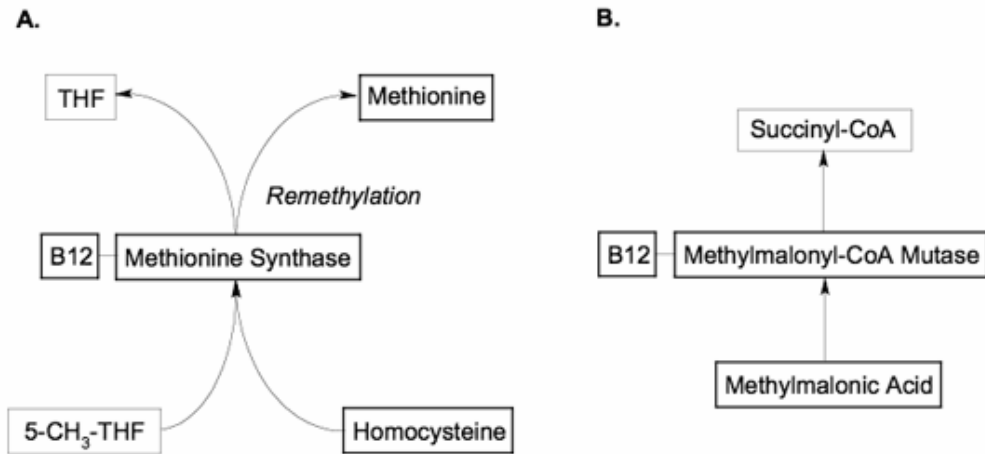 A.
THF
Methionine
Remethylation
B12
Methionine Synthase
5-CH₃-THF
Homocysteine
B.
Succinyl-CoA
B12
Methylmalonyl-CoA Mutase
Methylmalonic Acid